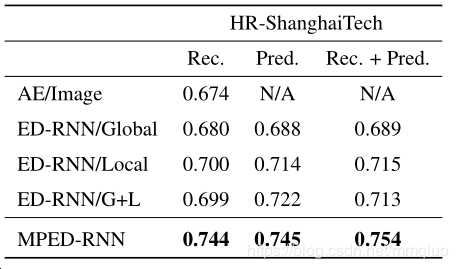 HR-ShanghaiTech
Rec. Pred. Rec. + Pred.
AE/Image 0.674 N/A N/A
ED-RNN/Global 0.680 0.688 0.689
ED-RNN/Local 0.700 0.714 0.715
ED-RNN/G+L 0.699 0.722 0.713
MPED-RNN 0.744 0.745 0.754
https://blog.csdn.net/mmgluo